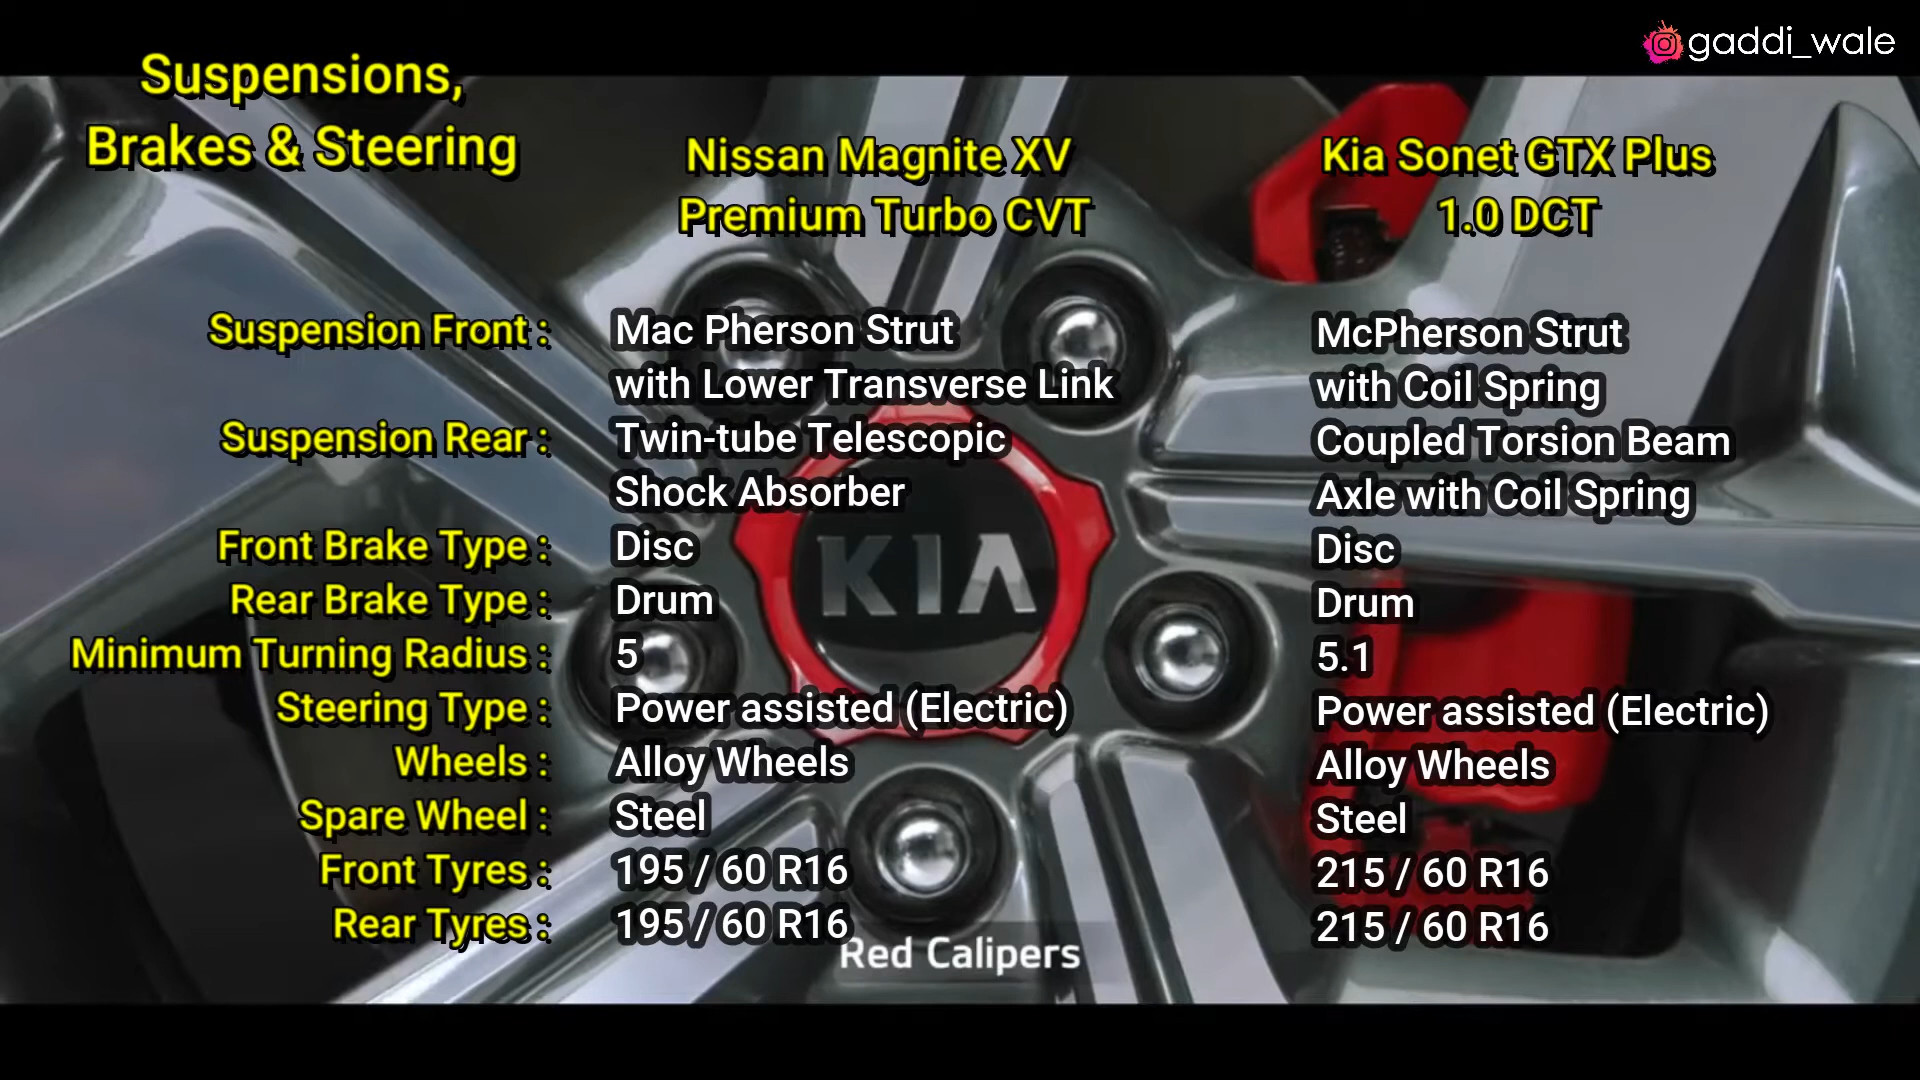 gaddi_wale
Suspensions,
Brakes & Steering
Nissan Magnite XV
Premium Turbo CVT
Kia Sonet GTX Plus
1.0 DCT
Suspension Front : Mac Pherson Strut McPherson Strut
with Lower Transverse Link with Coil Spring
Suspension Rear : Twin-tube Telescopic Coupled Torsion Beam
Shock Absorber Axle with Coil Spring
Front Brake Type : Disc Disc
Rear Brake Type : Drum Drum
Minimum Turning Radius : 5 5.1
Steering Type : Power assisted (Electric) Power assisted (Electric)
Wheels : Alloy Wheels Alloy Wheels
Spare Wheel : Steel Steel
Front Tyres : 195 / 60 R16 215 / 60 R16
Rear Tyres : 195 / 60 R16 215 / 60 R16
KIA
Red Calipers